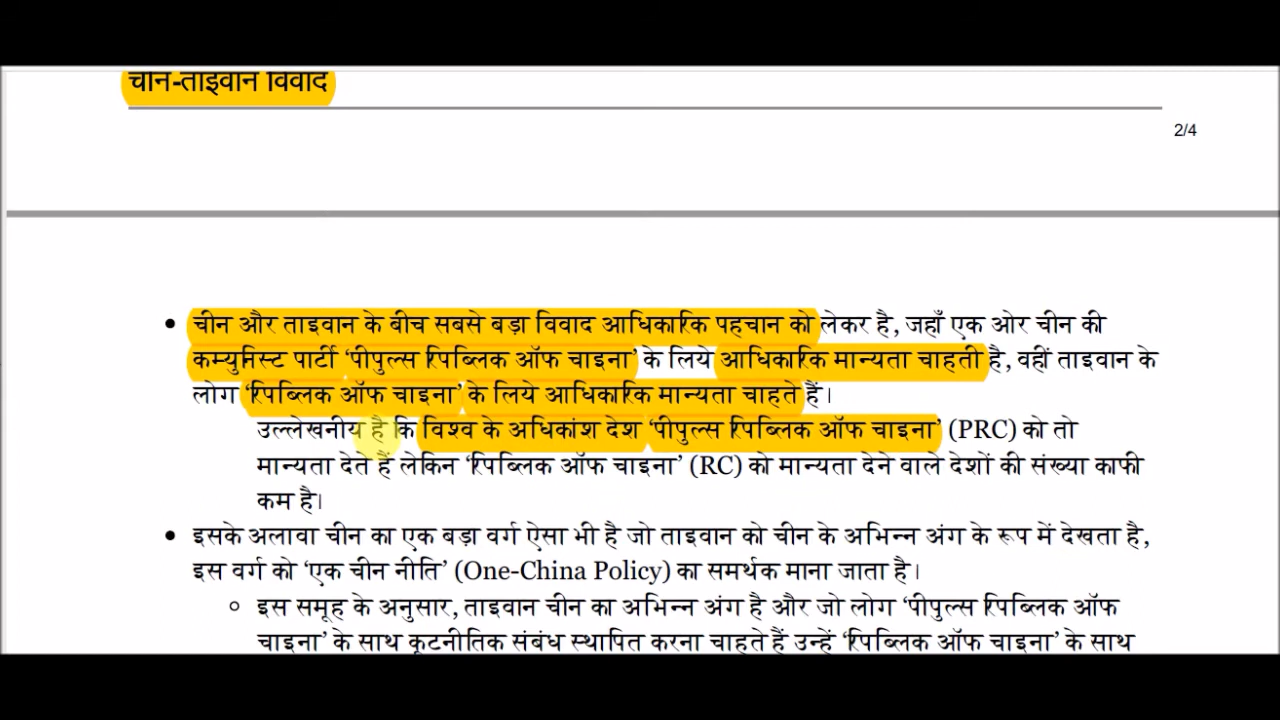 चीन-ताइवान विवाद
2/4
• चीन और ताइवान के बीच सबसे बड़ा विवाद आधिकारिक पहचान को लेकर है, जहाँ एक ओर चीन की
कम्युनिस्ट पार्टी ‘पीपुल्स रिपब्लिक ऑफ चाइना’ के लिये आधिकारिक मान्यता चाहती है, वहीं ताइवान के
लोग ‘रिपब्लिक ऑफ चाइना’ के लिये आधिकारिक मान्यता चाहते हैं।
उल्लेखनीय है कि विश्व के अधिकांश देश ‘पीपुल्स रिपब्लिक ऑफ चाइना’ (PRC) को तो
मान्यता देते हैं लेकिन ‘रिपब्लिक ऑफ चाइना’ (RC) को मान्यता देने वाले देशों की संख्या काफी
कम है।
• इसके अलावा चीन का एक बड़ा वर्ग ऐसा भी है जो ताइवान को चीन के अभिन्न अंग के रूप में देखता है,
इस वर्ग को ‘एक चीन नीति’ (One-China Policy) का समर्थक माना जाता है।
० इस समूह के अनुसार, ताइवान चीन का अभिन्न अंग है और जो लोग ‘पीपुल्स रिपब्लिक ऑफ
चाइना’ के साथ कूटनीतिक संबंध स्थापित करना चाहते हैं उन्हें ‘रिपब्लिक ऑफ चाइना’ के साथ